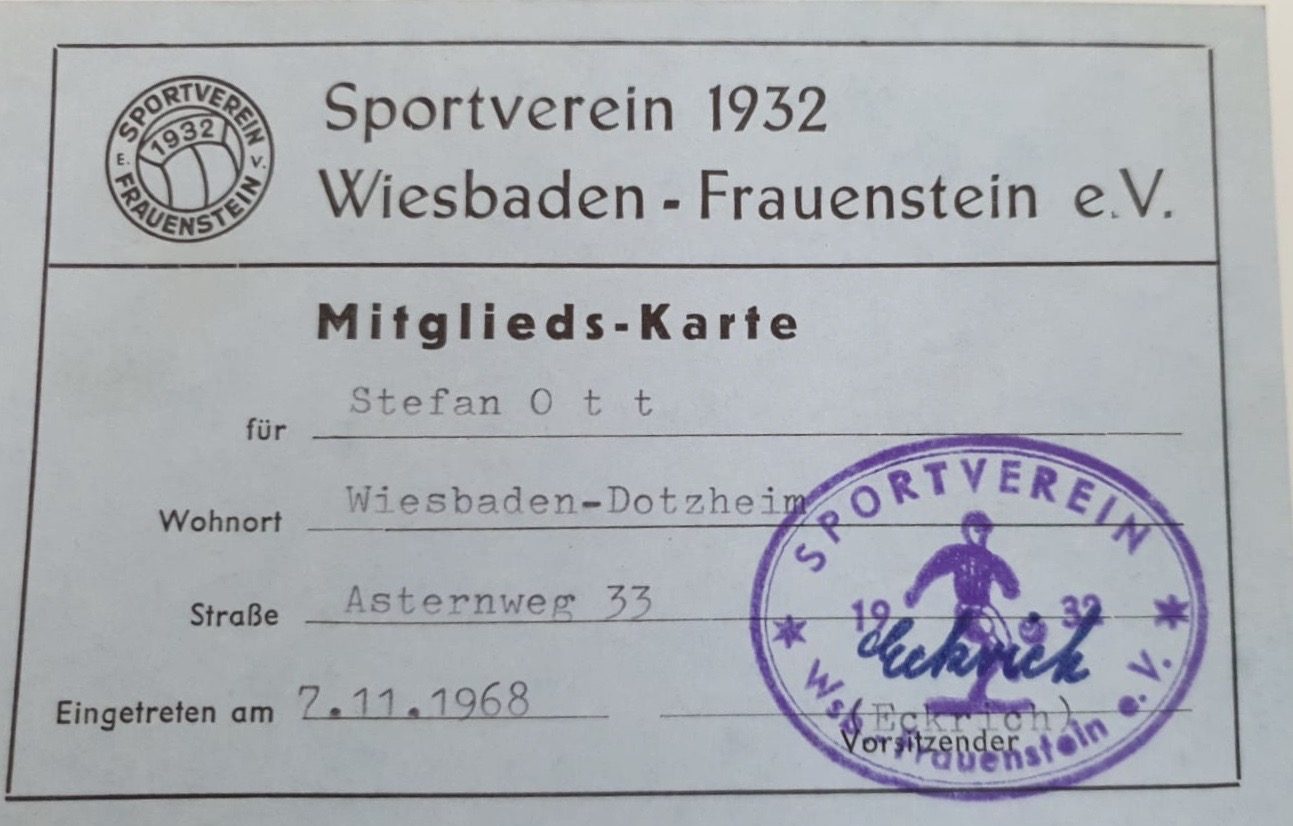 SPORTVEREIN
1932
E. V.
FRAUENSTEIN
Sportverein 1932
Wiesbaden - Frauenstein e.V.
Mitglieds-Karte
für Stefan O t t
Wohnort Wiesbaden-Dotzheim
Straße Asternweg 33
Eingetreten am 7.11.1968
SPORTVEREIN
19 32
Eckrich
(Eckrich)
Vorsitzender
Wsb.-Frauenstein e.V.